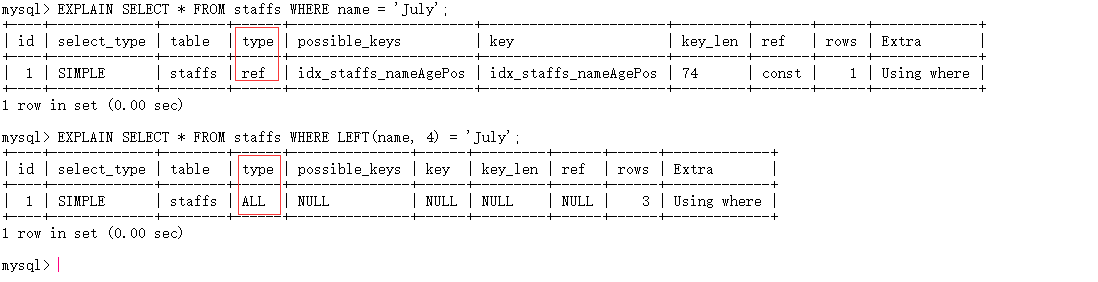 mysql> EXPLAIN SELECT * FROM staffs WHERE name = 'July';
+----+-------------+--------+------+-----------------------+-----------------------+---------+-------+------+-------------+
| id | select_type | table | type | possible_keys | key | key_len | ref | rows | Extra |
+----+-------------+--------+------+-----------------------+-----------------------+---------+-------+------+-------------+
| 1 | SIMPLE | staffs | ref | idx_staffs_nameAgePos | idx_staffs_nameAgePos | 74 | const | 1 | Using where |
+----+-------------+--------+------+-----------------------+-----------------------+---------+-------+------+-------------+
1 row in set (0.00 sec)
mysql> EXPLAIN SELECT * FROM staffs WHERE LEFT(name, 4) = 'July';
+----+-------------+--------+------+---------------+------+---------+------+------+-------------+
| id | select_type | table | type | possible_keys | key | key_len | ref | rows | Extra |
+----+-------------+--------+------+---------------+------+---------+------+------+-------------+
| 1 | SIMPLE | staffs | ALL | NULL | NULL | NULL | NULL | 3 | Using where |
+----+-------------+--------+------+---------------+------+---------+------+------+-------------+
1 row in set (0.00 sec)
mysql>